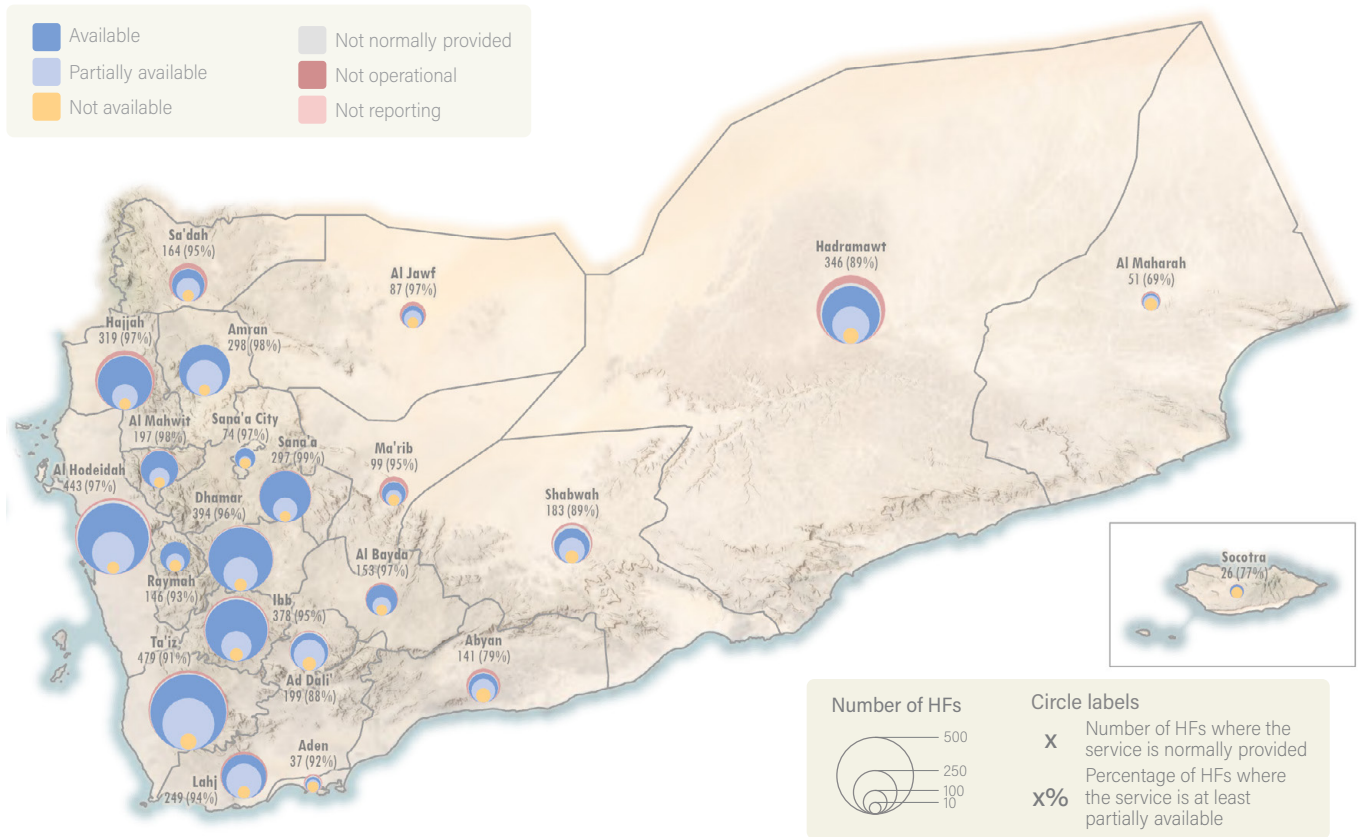 Available
Partially available
Not available
Not normally provided
Not operational
Not reporting
Sa'dah
164 (95%)
Al Jawf
87 (97%)
Hadramawt
346 (89%)
Al Maharah
51 (69%)
Hajjah
319 (97%)
Amran
298 (98%)
Al Mahwit
197 (98%)
Sana'a City
74 (97%)
Sana'a
297 (99%)
Ma'rib
99 (95%)
Al Hodeidah
443 (97%)
Dhamar
394 (96%)
Shabwah
183 (89%)
Al Bayda
153 (97%)
Raymah
146 (93%)
Ibb
378 (95%)
Socotra
26 (77%)
Ta'iz
479 (91%)
Ad Dali'
199 (88%)
Abyan
141 (79%)
Aden
37 (92%)
Lahj
249 (94%)
Number of HFs
500
250
100
10
Circle labels
x
Number of HFs where the
service is normally provided
x%
Percentage of HFs where
the service is at least
partially available